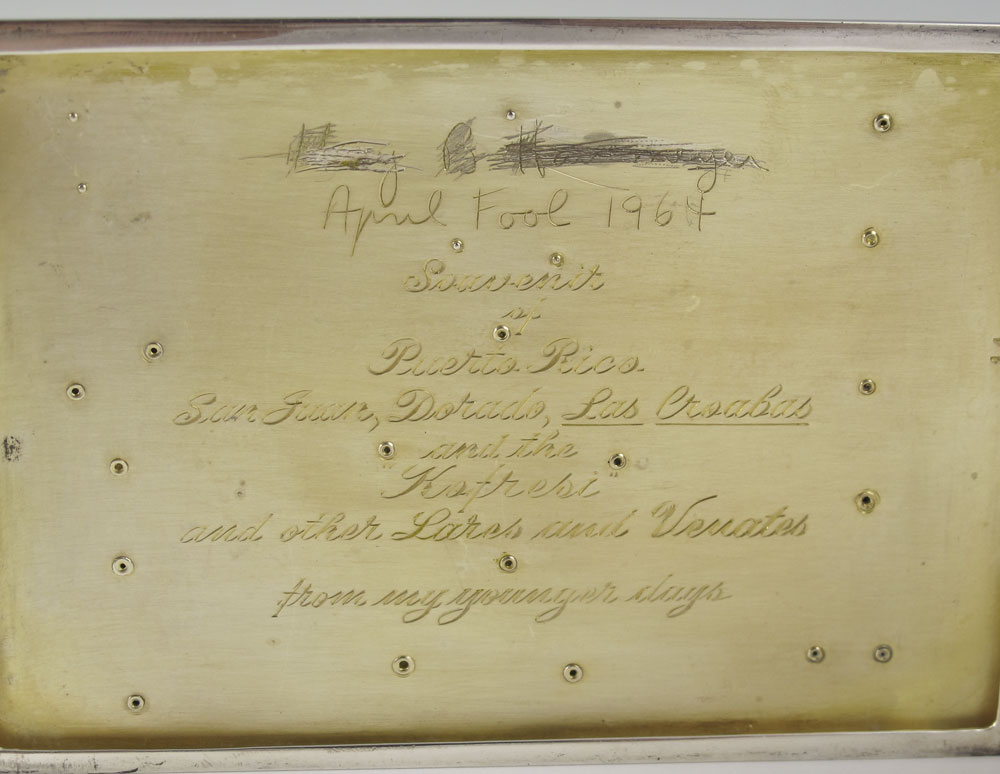 April Fool 1964
Souvenir
of
Puerto Rico
San Juan, Dorado, Las Croabas
and the
"Kofresi"
and other Lares and Venates
from my younger days